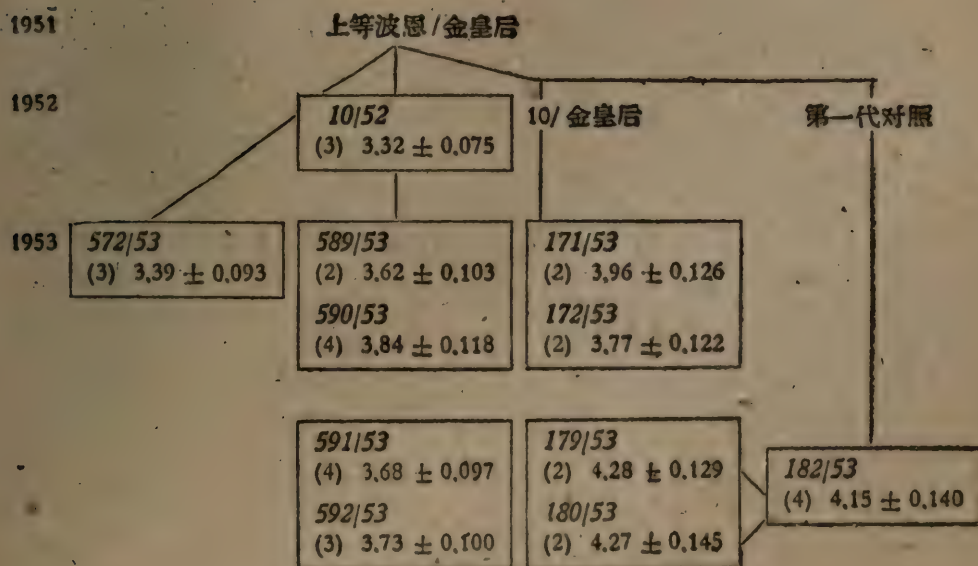 1951
上等波恩/金皇后
1952
10/52
(3) 3.32 ± 0.075
10/金皇后
第一代对照
1953
572/53
(3) 3.39 ± 0.093
589/53
(2) 3.62 ± 0.103
590/53
(4) 3.84 ± 0.118
171/53
(2) 3.96 ± 0.126
172/53
(2) 3.77 ± 0.122
591/53
(4) 3.68 ± 0.097
592/53
(3) 3.73 ± 0.100
179/53
(2) 4.28 ± 0.129
180/53
(2) 4.27 ± 0.145
182/53
(4) 4.15 ± 0.140